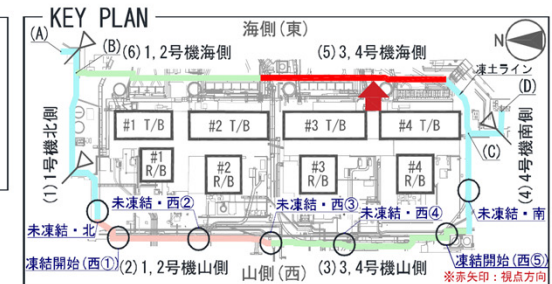 KEY PLAN
海側(東)
N
(A)
(B)
(6) 1, 2号機海側
(5) 3, 4号機海側
凍土ライン
(D)
#1 T/B
#2 T/B
#3 T/B
#4 T/B
(C)
(1) 1号機北側
#1
R/B
#2
R/B
#3
R/B
#4
R/B
(4) 4号機南側
未凍結・西②
未凍結・西③
未凍結・西④
未凍結・北
未凍結・南
凍結開始(西①)
(2) 1, 2号機山側
山側(西)
(3) 3, 4号機山側
凍結開始(西⑤)
※赤矢印:視点方向